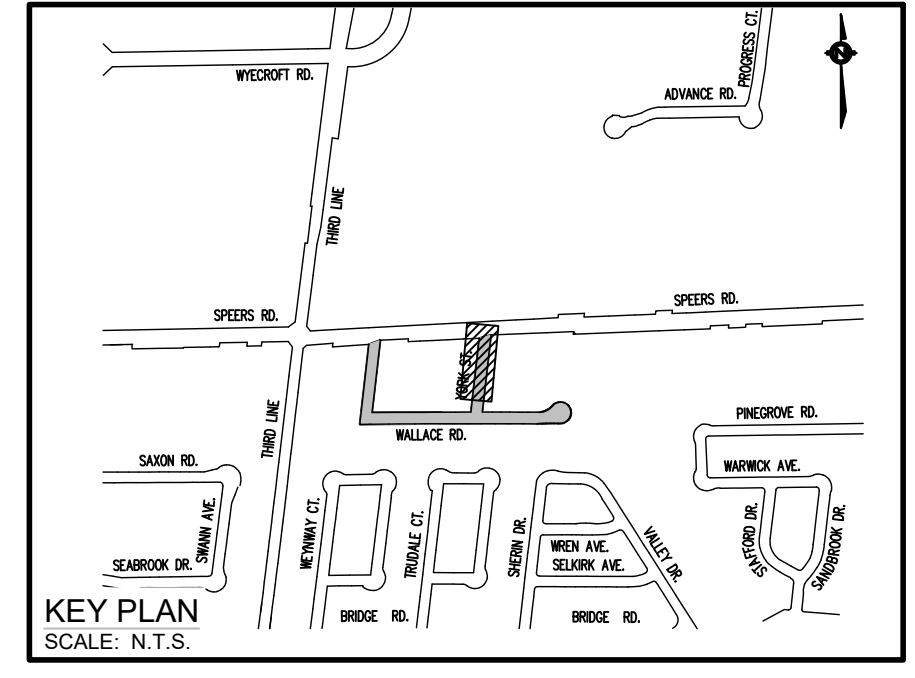 PROGRESS CT.
N
WYECROFT RD.
ADVANCE RD.
THIRD LINE
SPEERS RD.
SPEERS RD.
YORK ST.
WALLACE RD.
PINEGROVE RD.
THIRD LINE
SAXON RD.
WARWICK AVE.
SWANN AVE.
WEYNWAY CT.
TRUDALE CT.
SHERIN DR.
VALLEY DR.
STAFFORD DR.
SANDBROOK DR.
WREN AVE.
SEABROOK DR.
SELKIRK AVE.
BRIDGE RD.
BRIDGE RD.
KEY PLAN
SCALE: N.T.S.